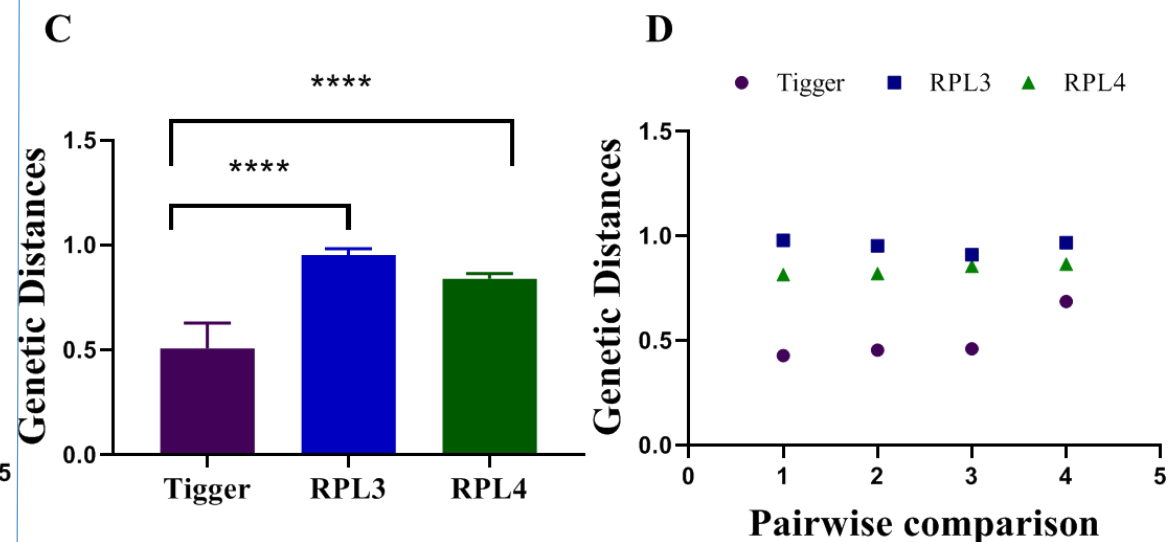 C
****
****
Genetic Distances
1.5
1.0
0.5
0.0
Tigger RPL3 RPL4
5
D
Tigger RPL3 RPL4
Genetic Distances
1.5
1.0
0.5
0.0
0 1 2 3 4 5
Pairwise comparison